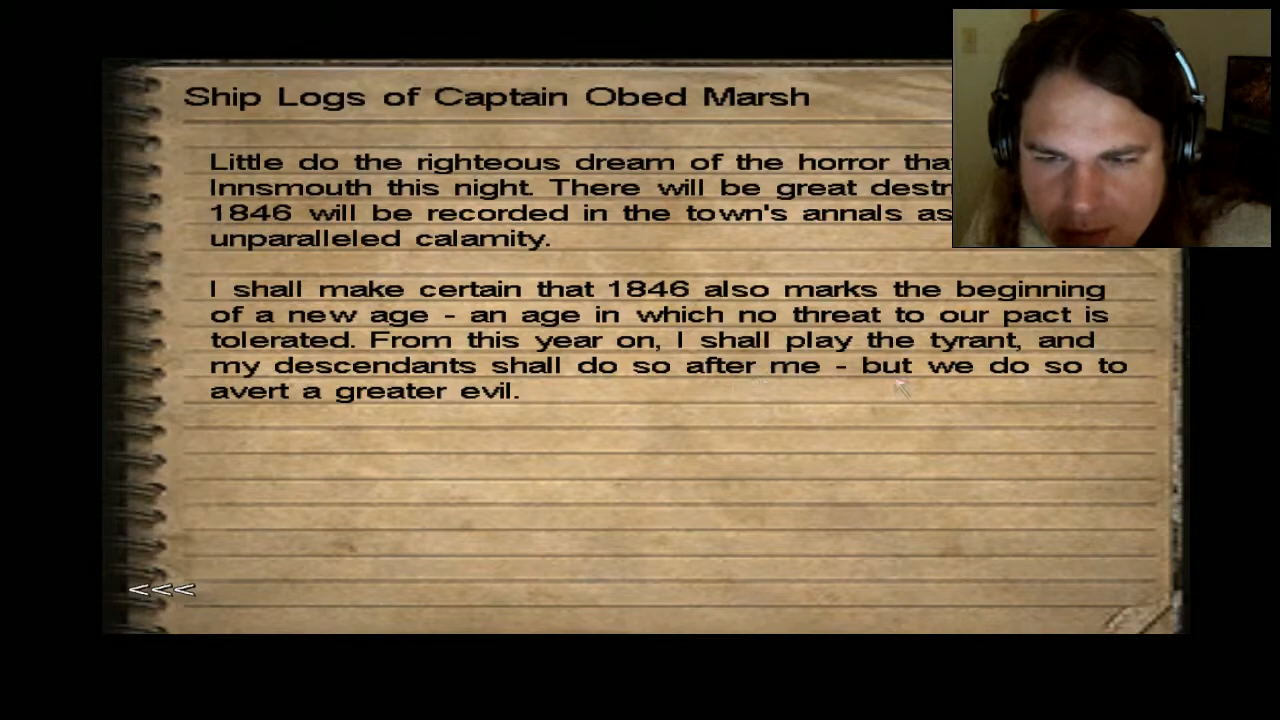 Ship Logs of Captain Obed Marsh
Little do the righteous dream of the horror
Innsmouth this night. There will be great
1846 will be recorded in the town's annals as
unparalleled calamity.
I shall make certain that 1846 also marks the beginning
of a new age - an age in which no threat to our pact is
tolerated. From this year on, I shall play the tyrant, and
my descendants shall do so after me - but we do so to
avert a greater evil.
<<<